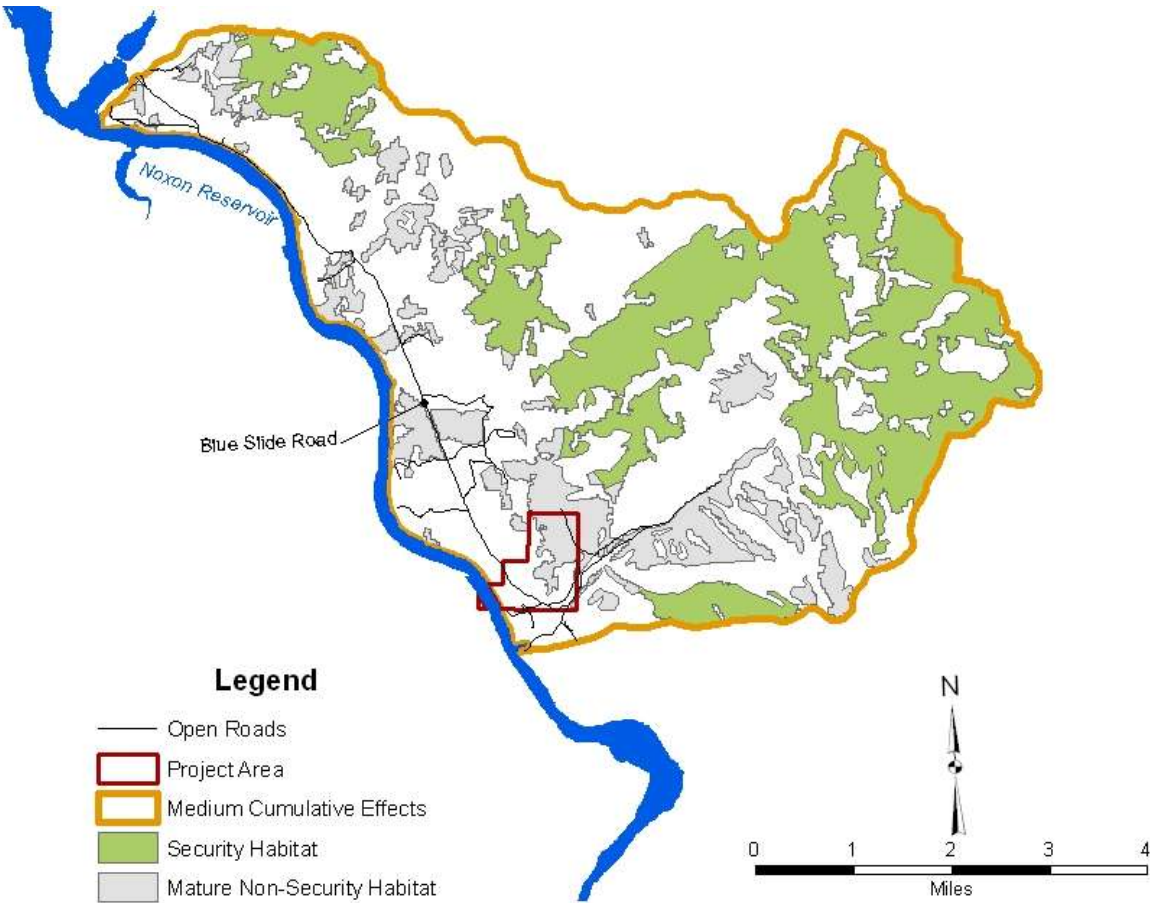 Noxon Reservoir
Blue Slide Road
Legend
Open Roads
Project Area
Medium Cumulative Effects
Security Habitat
Mature Non-Security Habitat
N
0 1 2 3 4
Miles